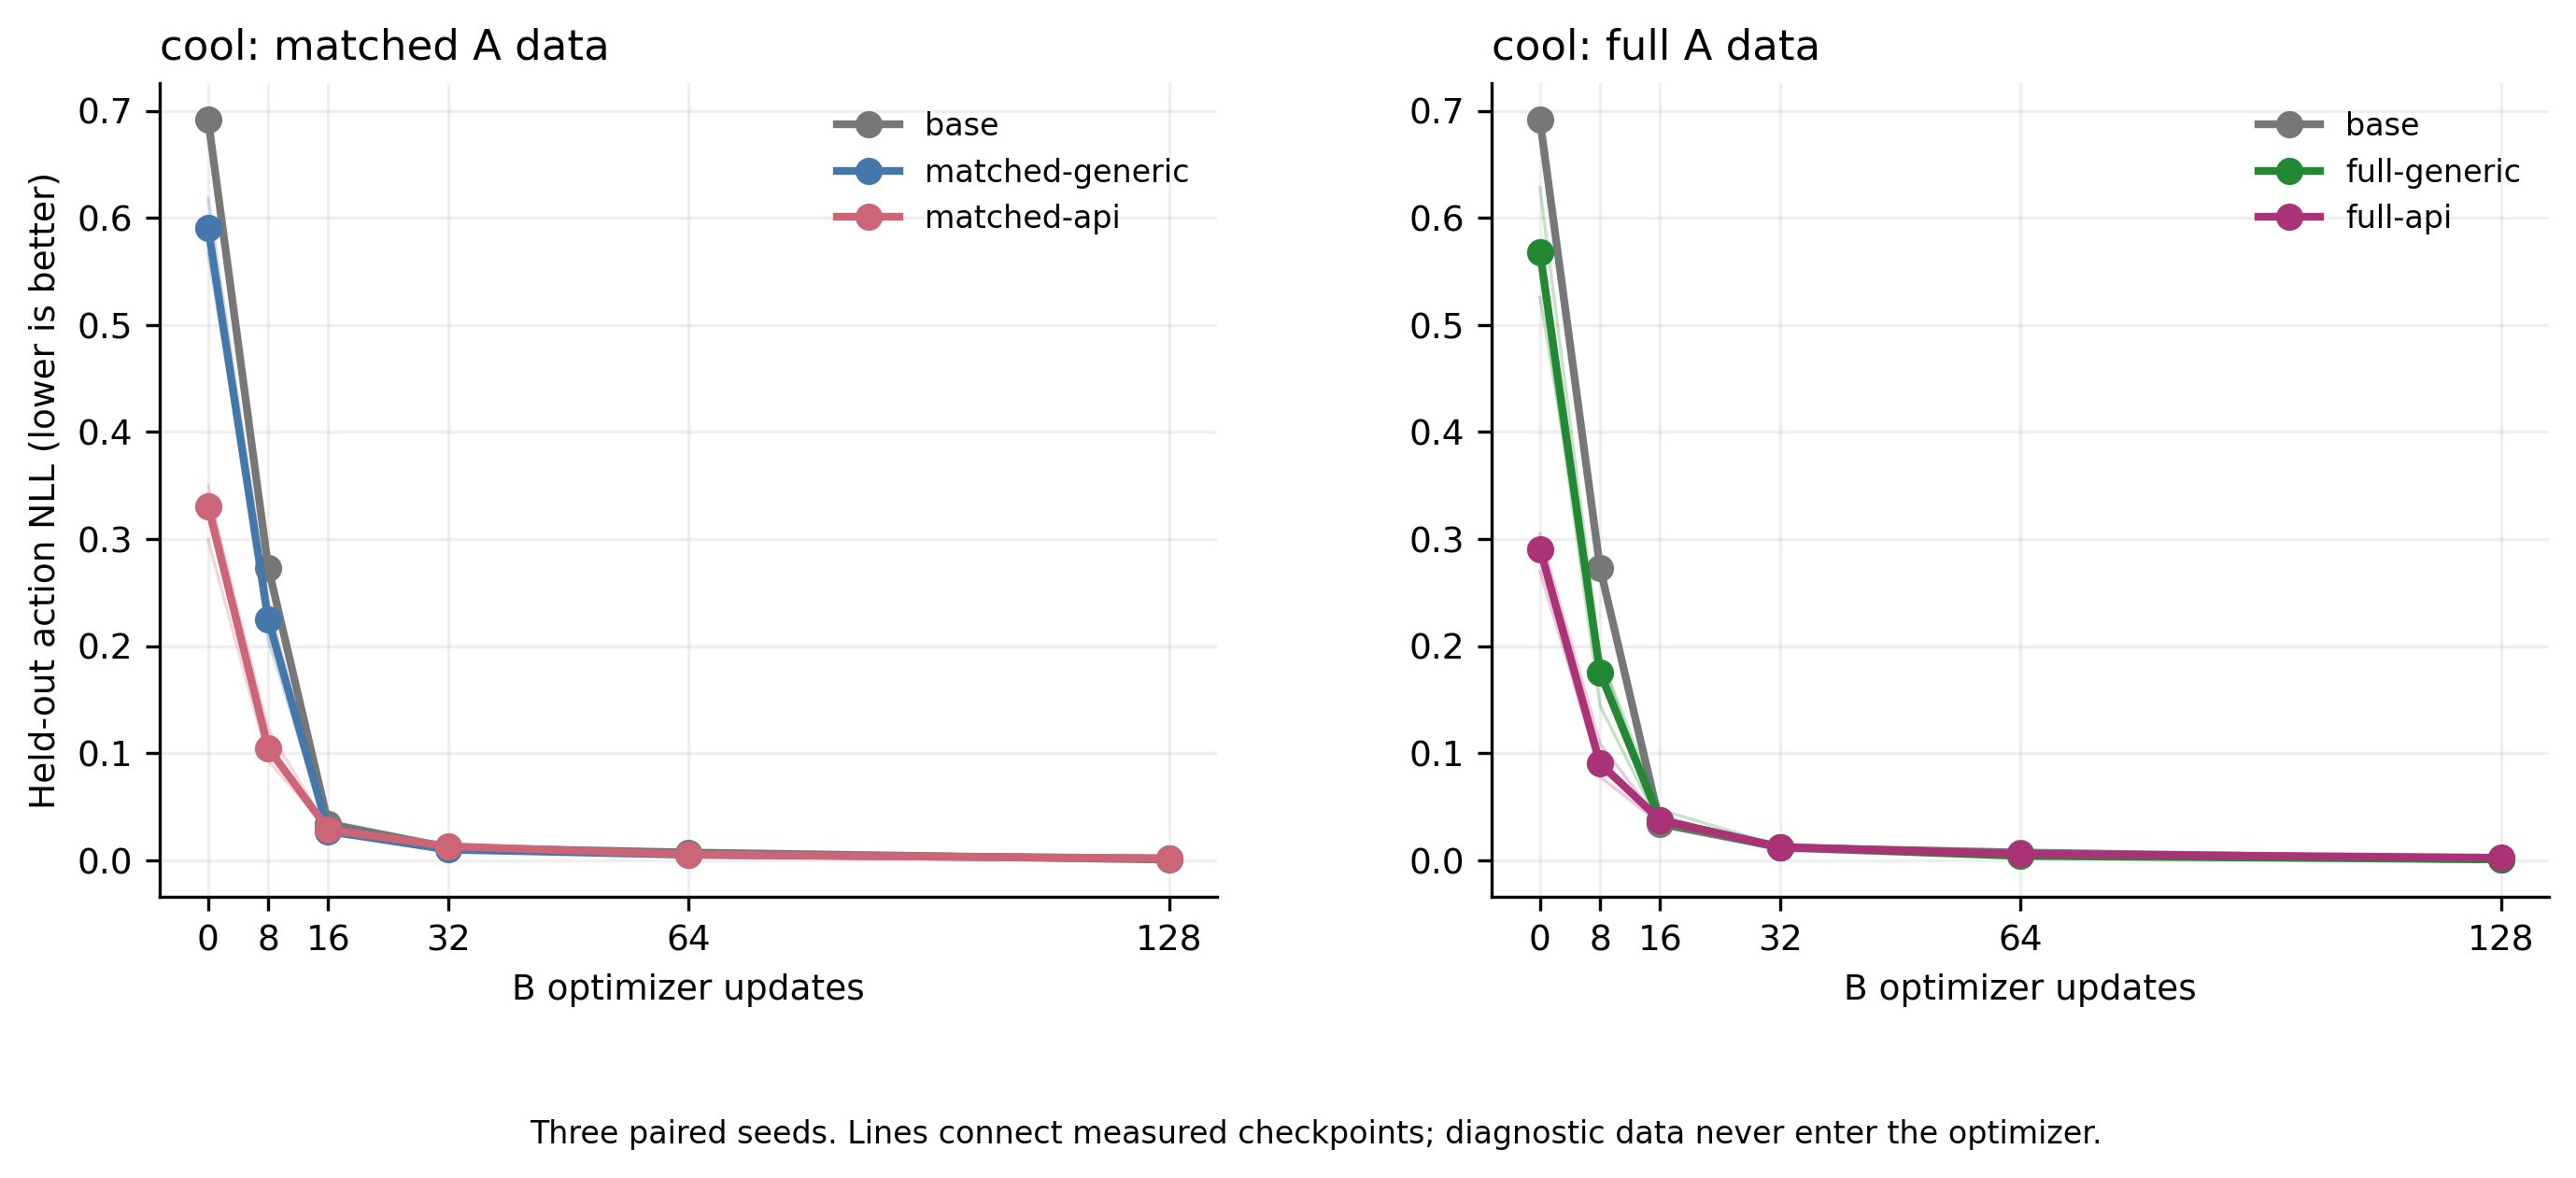 cool: matched A data
Held-out action NLL (lower is better)
0.7
0.6
0.5
0.4
0.3
0.2
0.1
0.0
base
matched-generic
matched-api
0 8 16 32 64 128
B optimizer updates
cool: full A data
0.7
0.6
0.5
0.4
0.3
0.2
0.1
0.0
base
full-generic
full-api
0 8 16 32 64 128
B optimizer updates
Three paired seeds. Lines connect measured checkpoints; diagnostic data never enter the optimizer.